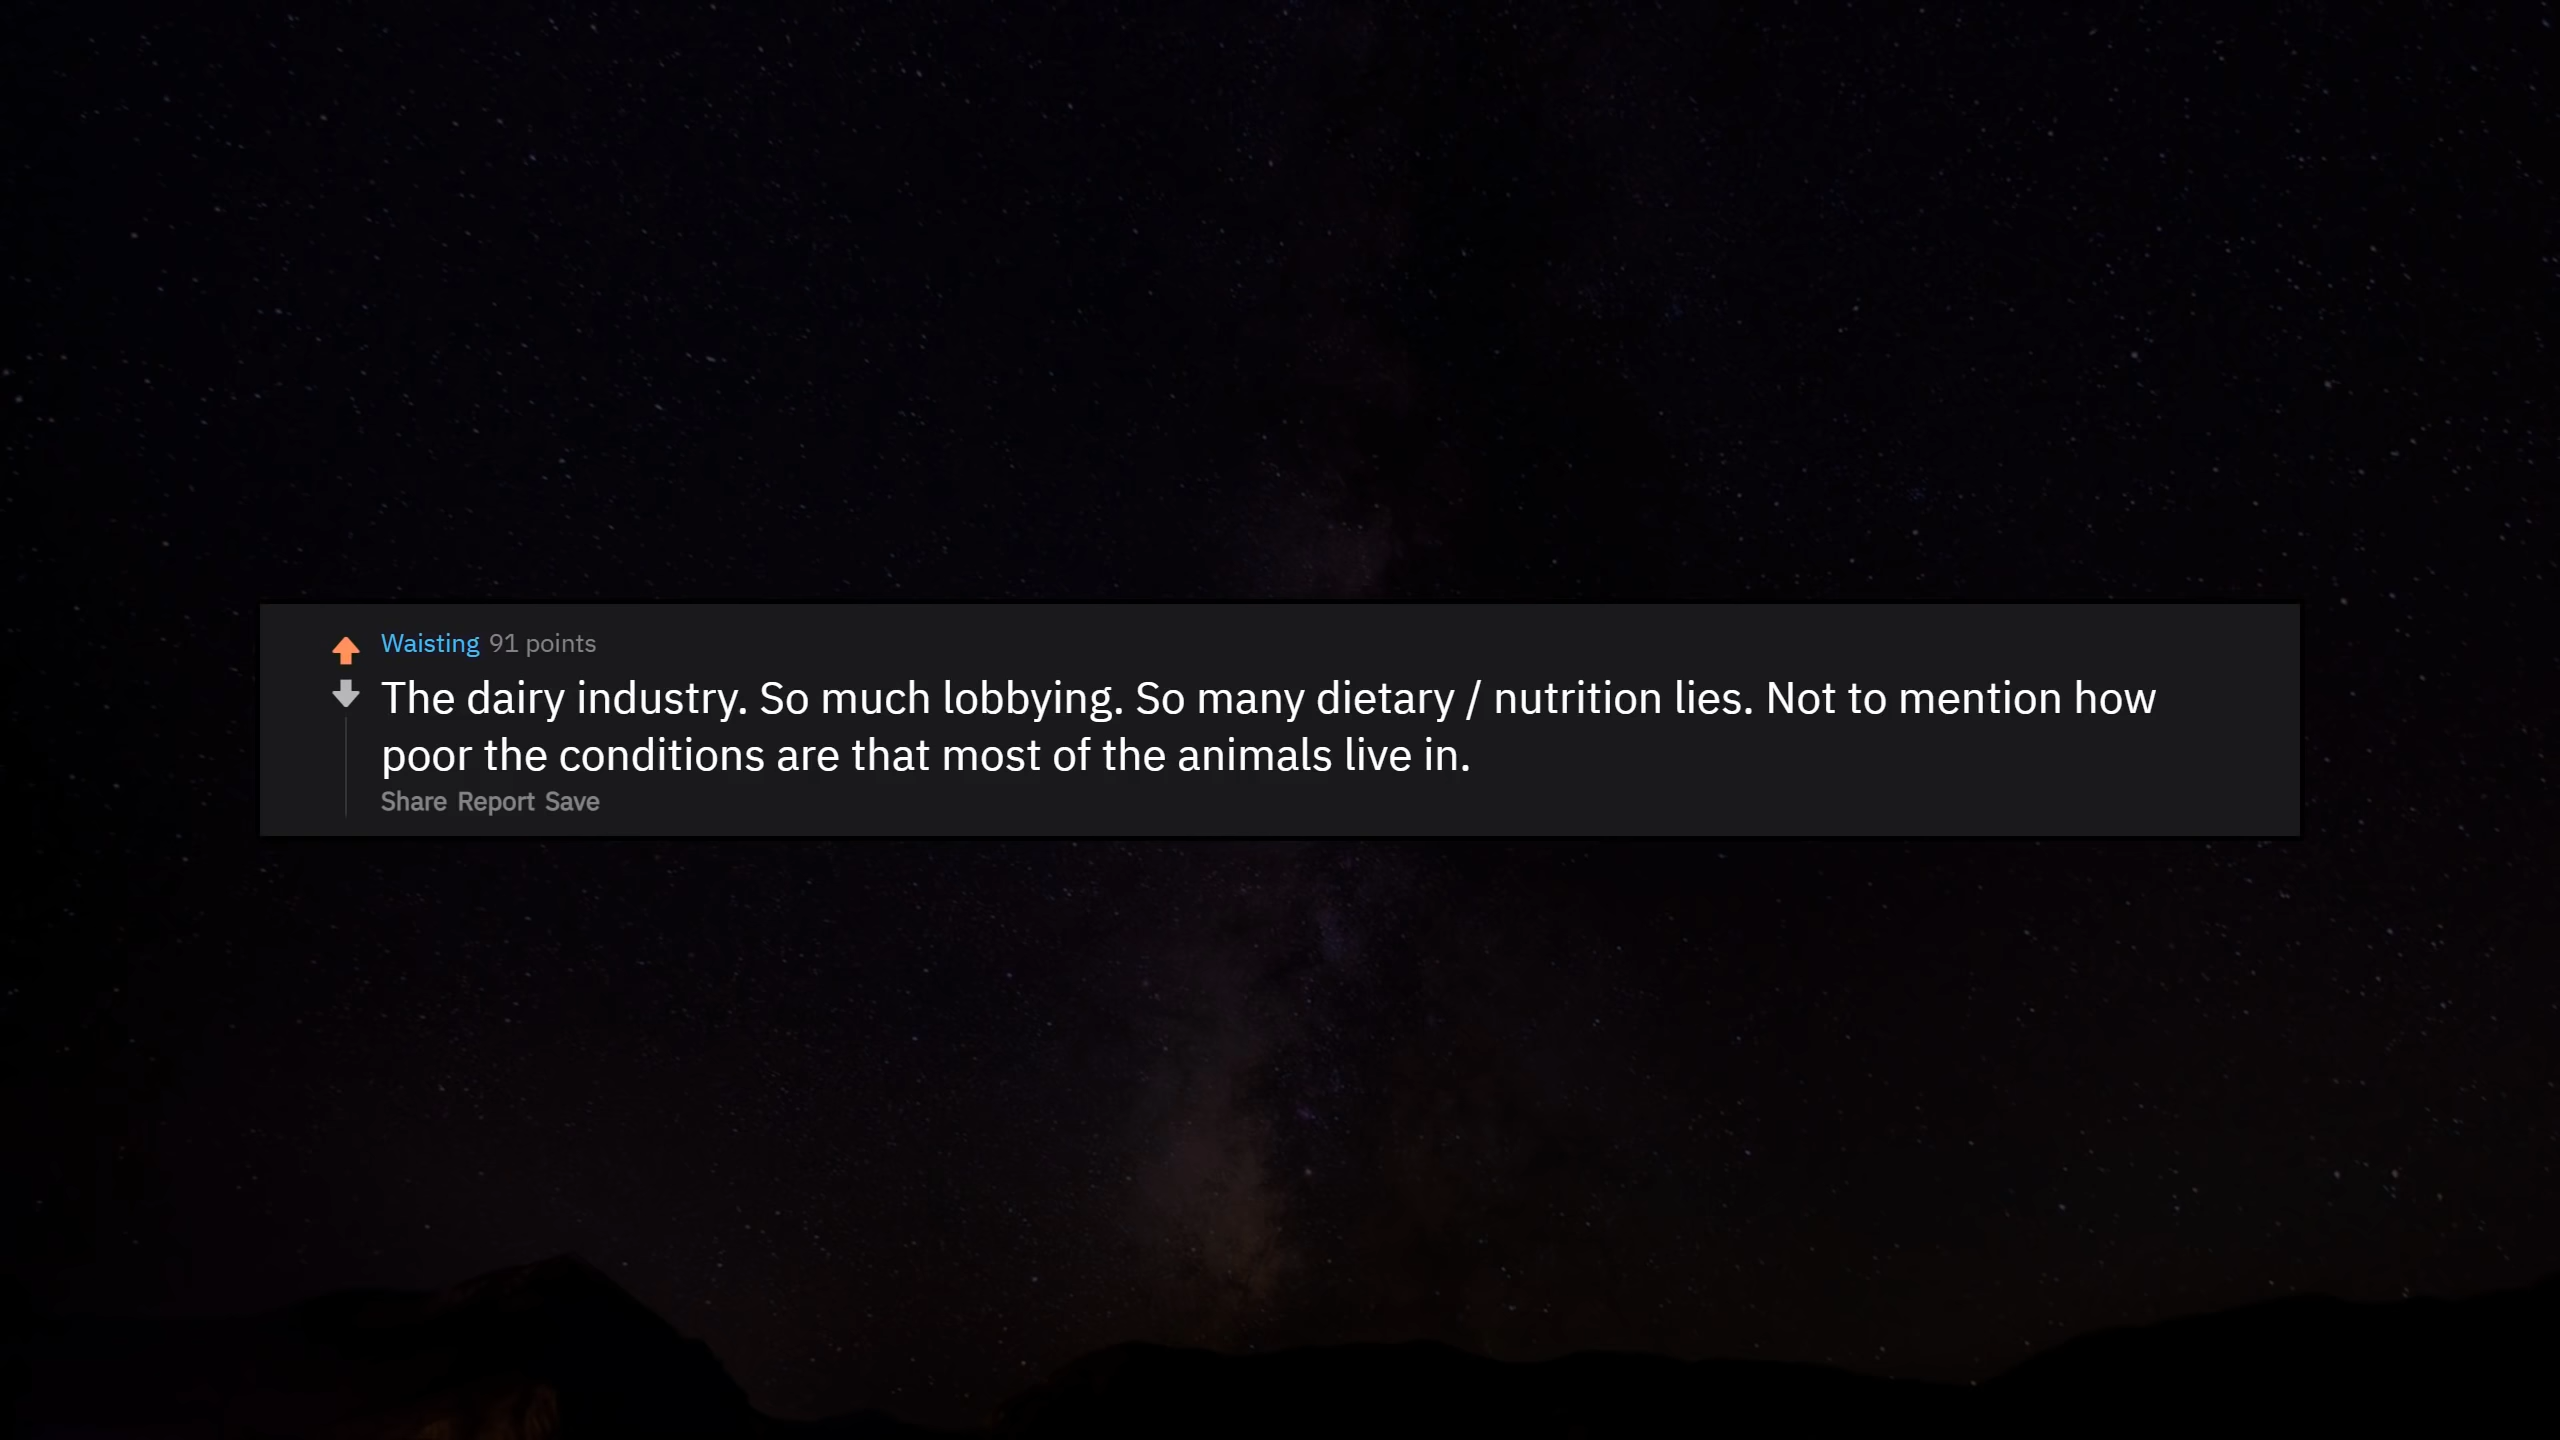 Waisting 91 points
The dairy industry. So much lobbying. So many dietary / nutrition lies. Not to mention how
poor the conditions are that most of the animals live in.
Share Report Save